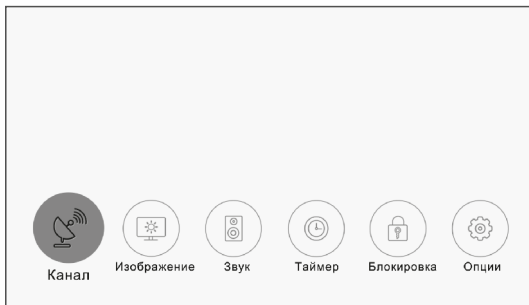 Канал
Изображение
Звук
Таймер
Блокировка
Опции